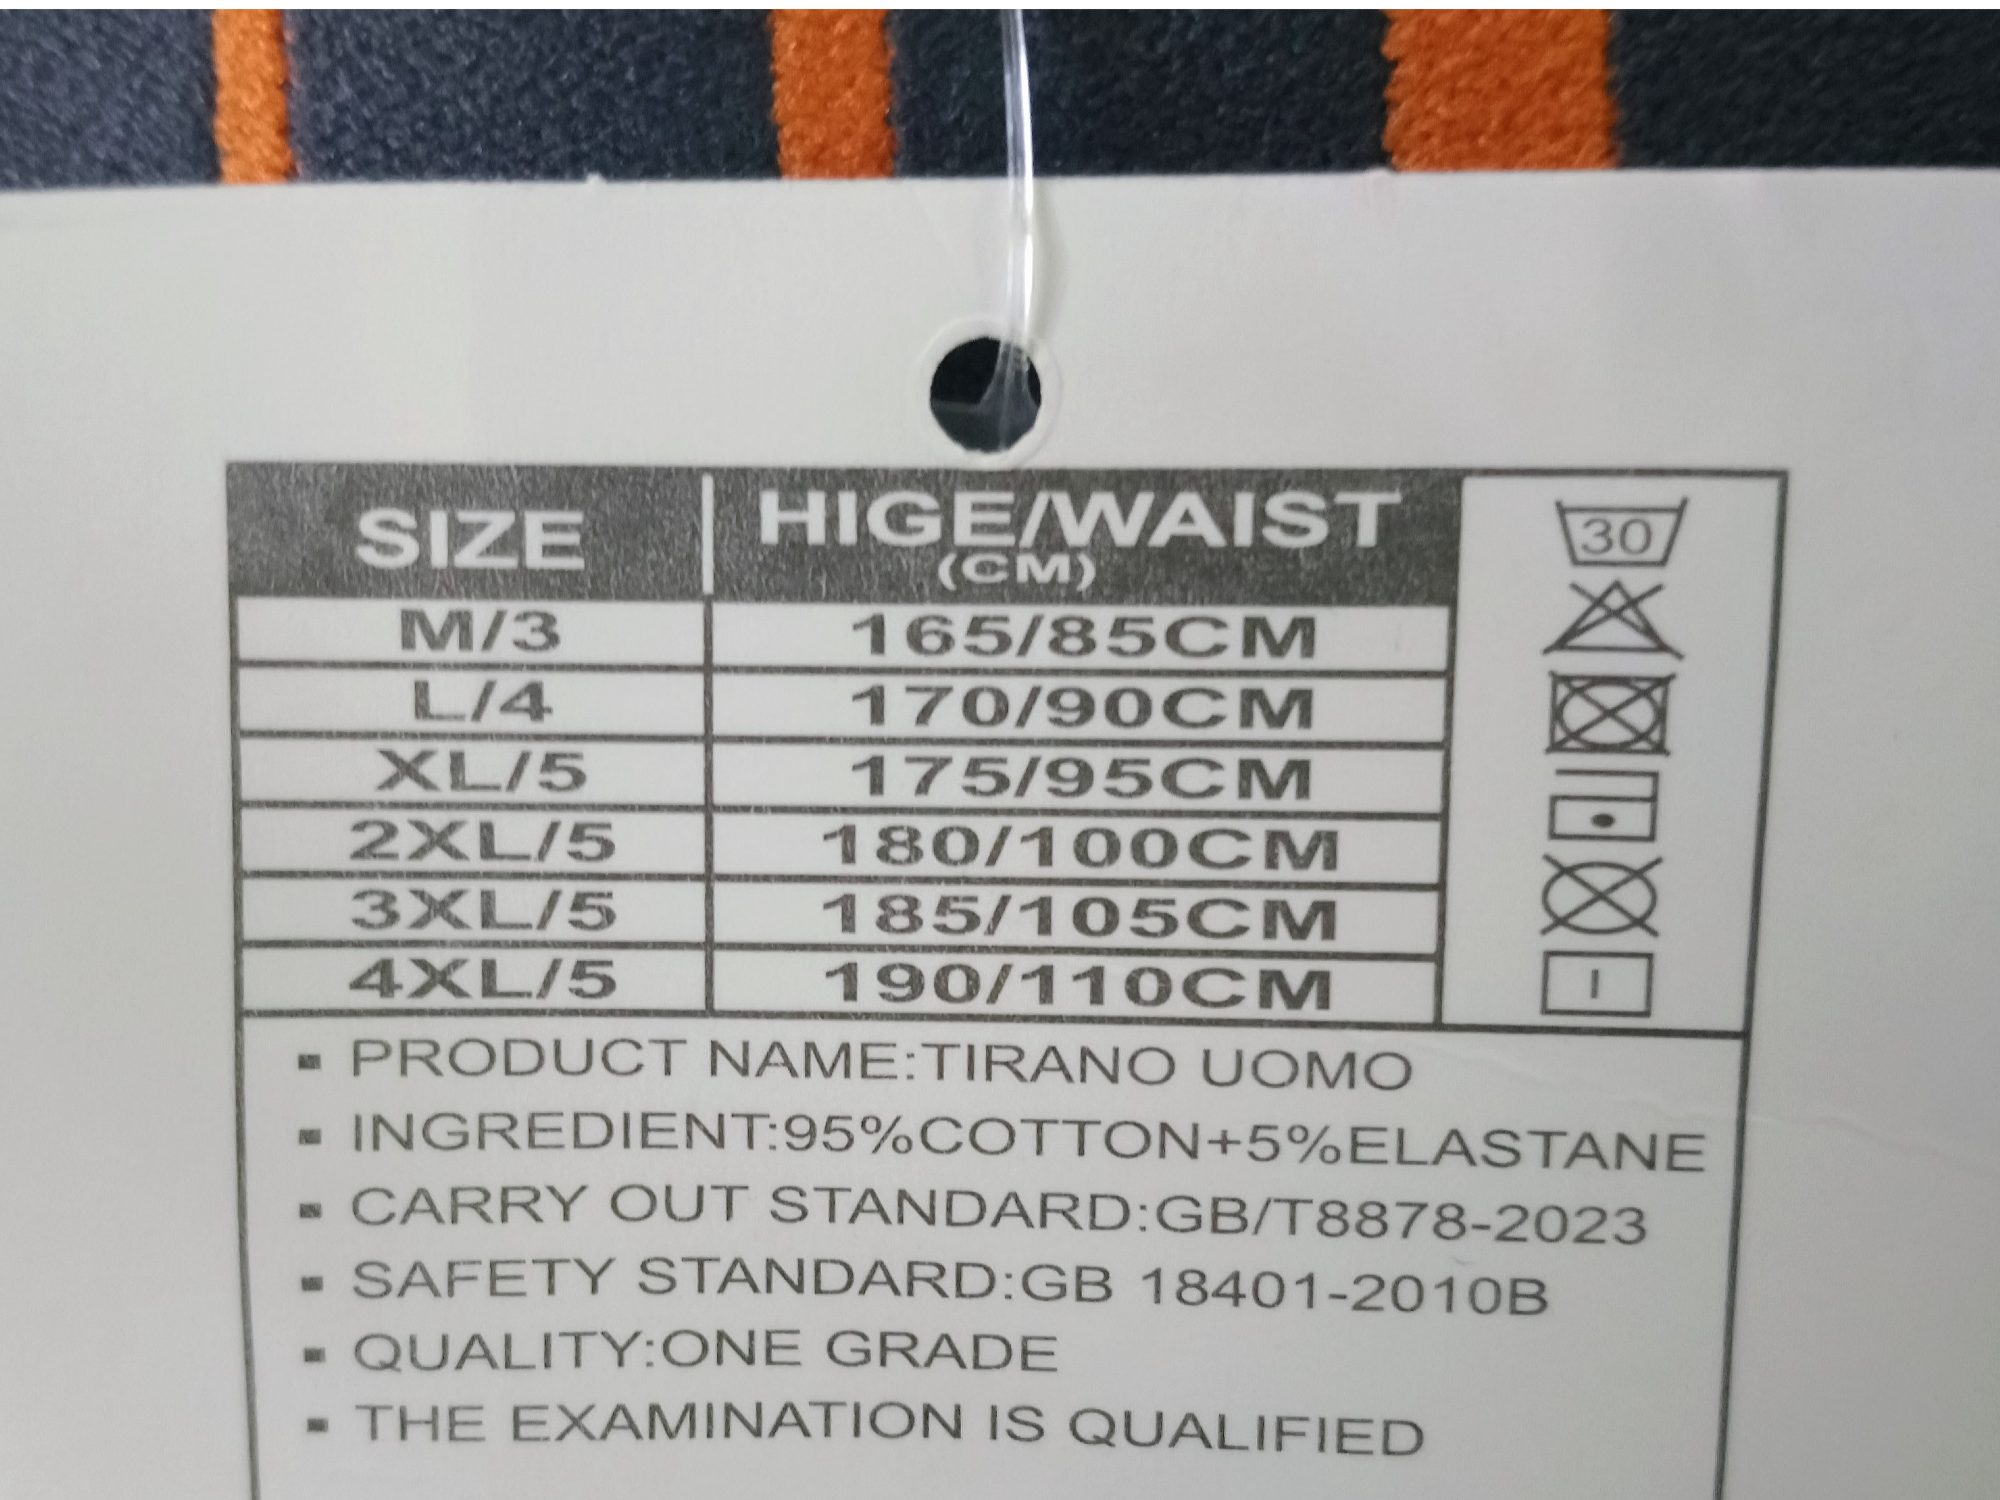 SIZE HIGE/WAIST
(CM)
30
M/3 165/85CM
L/4 170/90CM
XL/5 175/95CM
2XL/5 180/100CM
3XL/5 185/105CM
4XL/5 190/110CM
▪ PRODUCT NAME:TIRANO UOMO
▪ INGREDIENT:95%COTTON+5%ELASTANE
▪ CARRY OUT STANDARD:GB/T8878-2023
▪ SAFETY STANDARD:GB 18401-2010B
▪ QUALITY:ONE GRADE
▪ THE EXAMINATION IS QUALIFIED